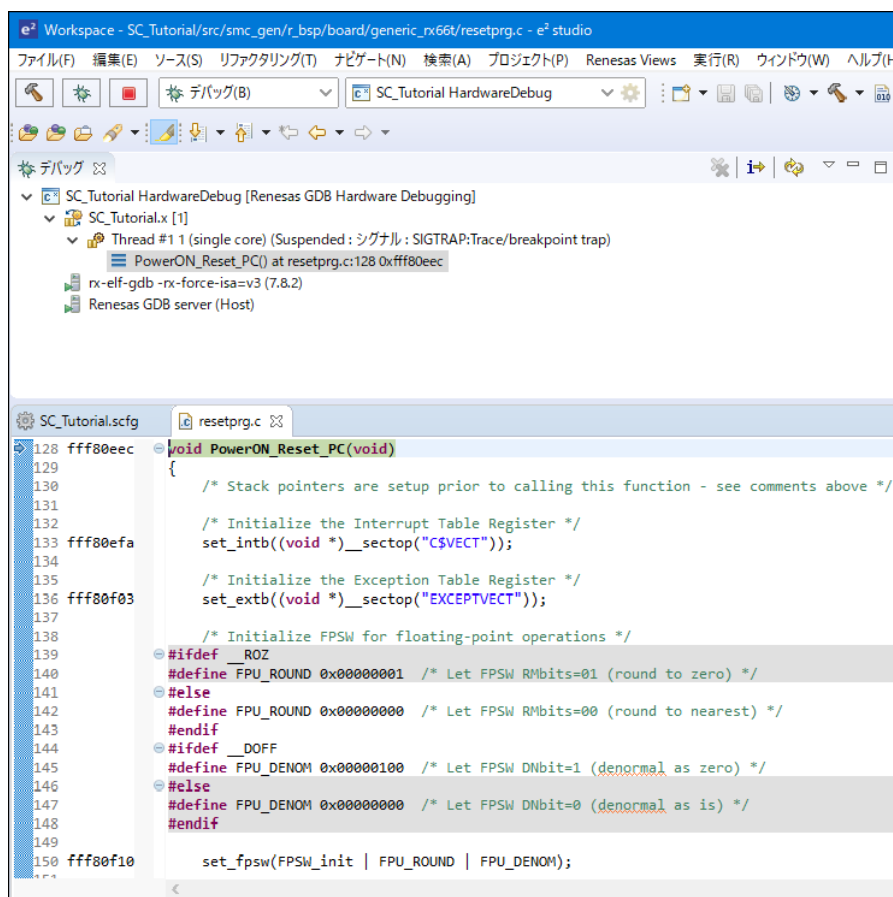 e² Workspace - SC_Tutorial/src/smc_gen/r_bsp/board/generic_rx66t/resetprg.c - e² studio
ファイル(F) 編集(E) ソース(S) リファクタリング(T) ナビゲート(N) 検索(A) プロジェクト(P) Renesas Views 実行(R) ウィンドウ(W) ヘルプ(H
デバッグ(B) SC_Tutorial HardwareDebug
デバッグ
SC_Tutorial HardwareDebug [Renesas GDB Hardware Debugging]
SC_Tutorial.x [1]
Thread #1 1 (single core) (Suspended : シグナル : SIGTRAP:Trace/breakpoint trap)
PowerON_Reset_PC() at resetprg.c:128 0xfff80eec
rx-elf-gdb -rx-force-isa=v3 (7.8.2)
Renesas GDB server (Host)
SC_Tutorial.scfg resetprg.c
128 fff80eec void PowerON_Reset_PC(void)
129 {
130 /* Stack pointers are setup prior to calling this function - see comments above */
131
132 /* Initialize the Interrupt Table Register */
133 fff80efa set_intb((void *)__sectop("C$VECT"));
134
135 /* Initialize the Exception Table Register */
136 fff80f03 set_extb((void *)__sectop("EXCEPTVECT"));
137
138 /* Initialize FPSW for floating-point operations */
139 #ifdef __ROZ
140 #define FPU_ROUND 0x00000001 /* Let FPSW RMbits=01 (round to zero) */
141 #else
142 #define FPU_ROUND 0x00000000 /* Let FPSW RMbits=00 (round to nearest) */
143 #endif
144 #ifdef __DOFF
145 #define FPU_DENOM 0x00000100 /* Let FPSW DNbit=1 (denormal as zero) */
146 #else
147 #define FPU_DENOM 0x00000000 /* Let FPSW DNbit=0 (denormal as is) */
148 #endif
149
150 fff80f10 set_fpsw(FPSW_init | FPU_ROUND | FPU_DENOM);